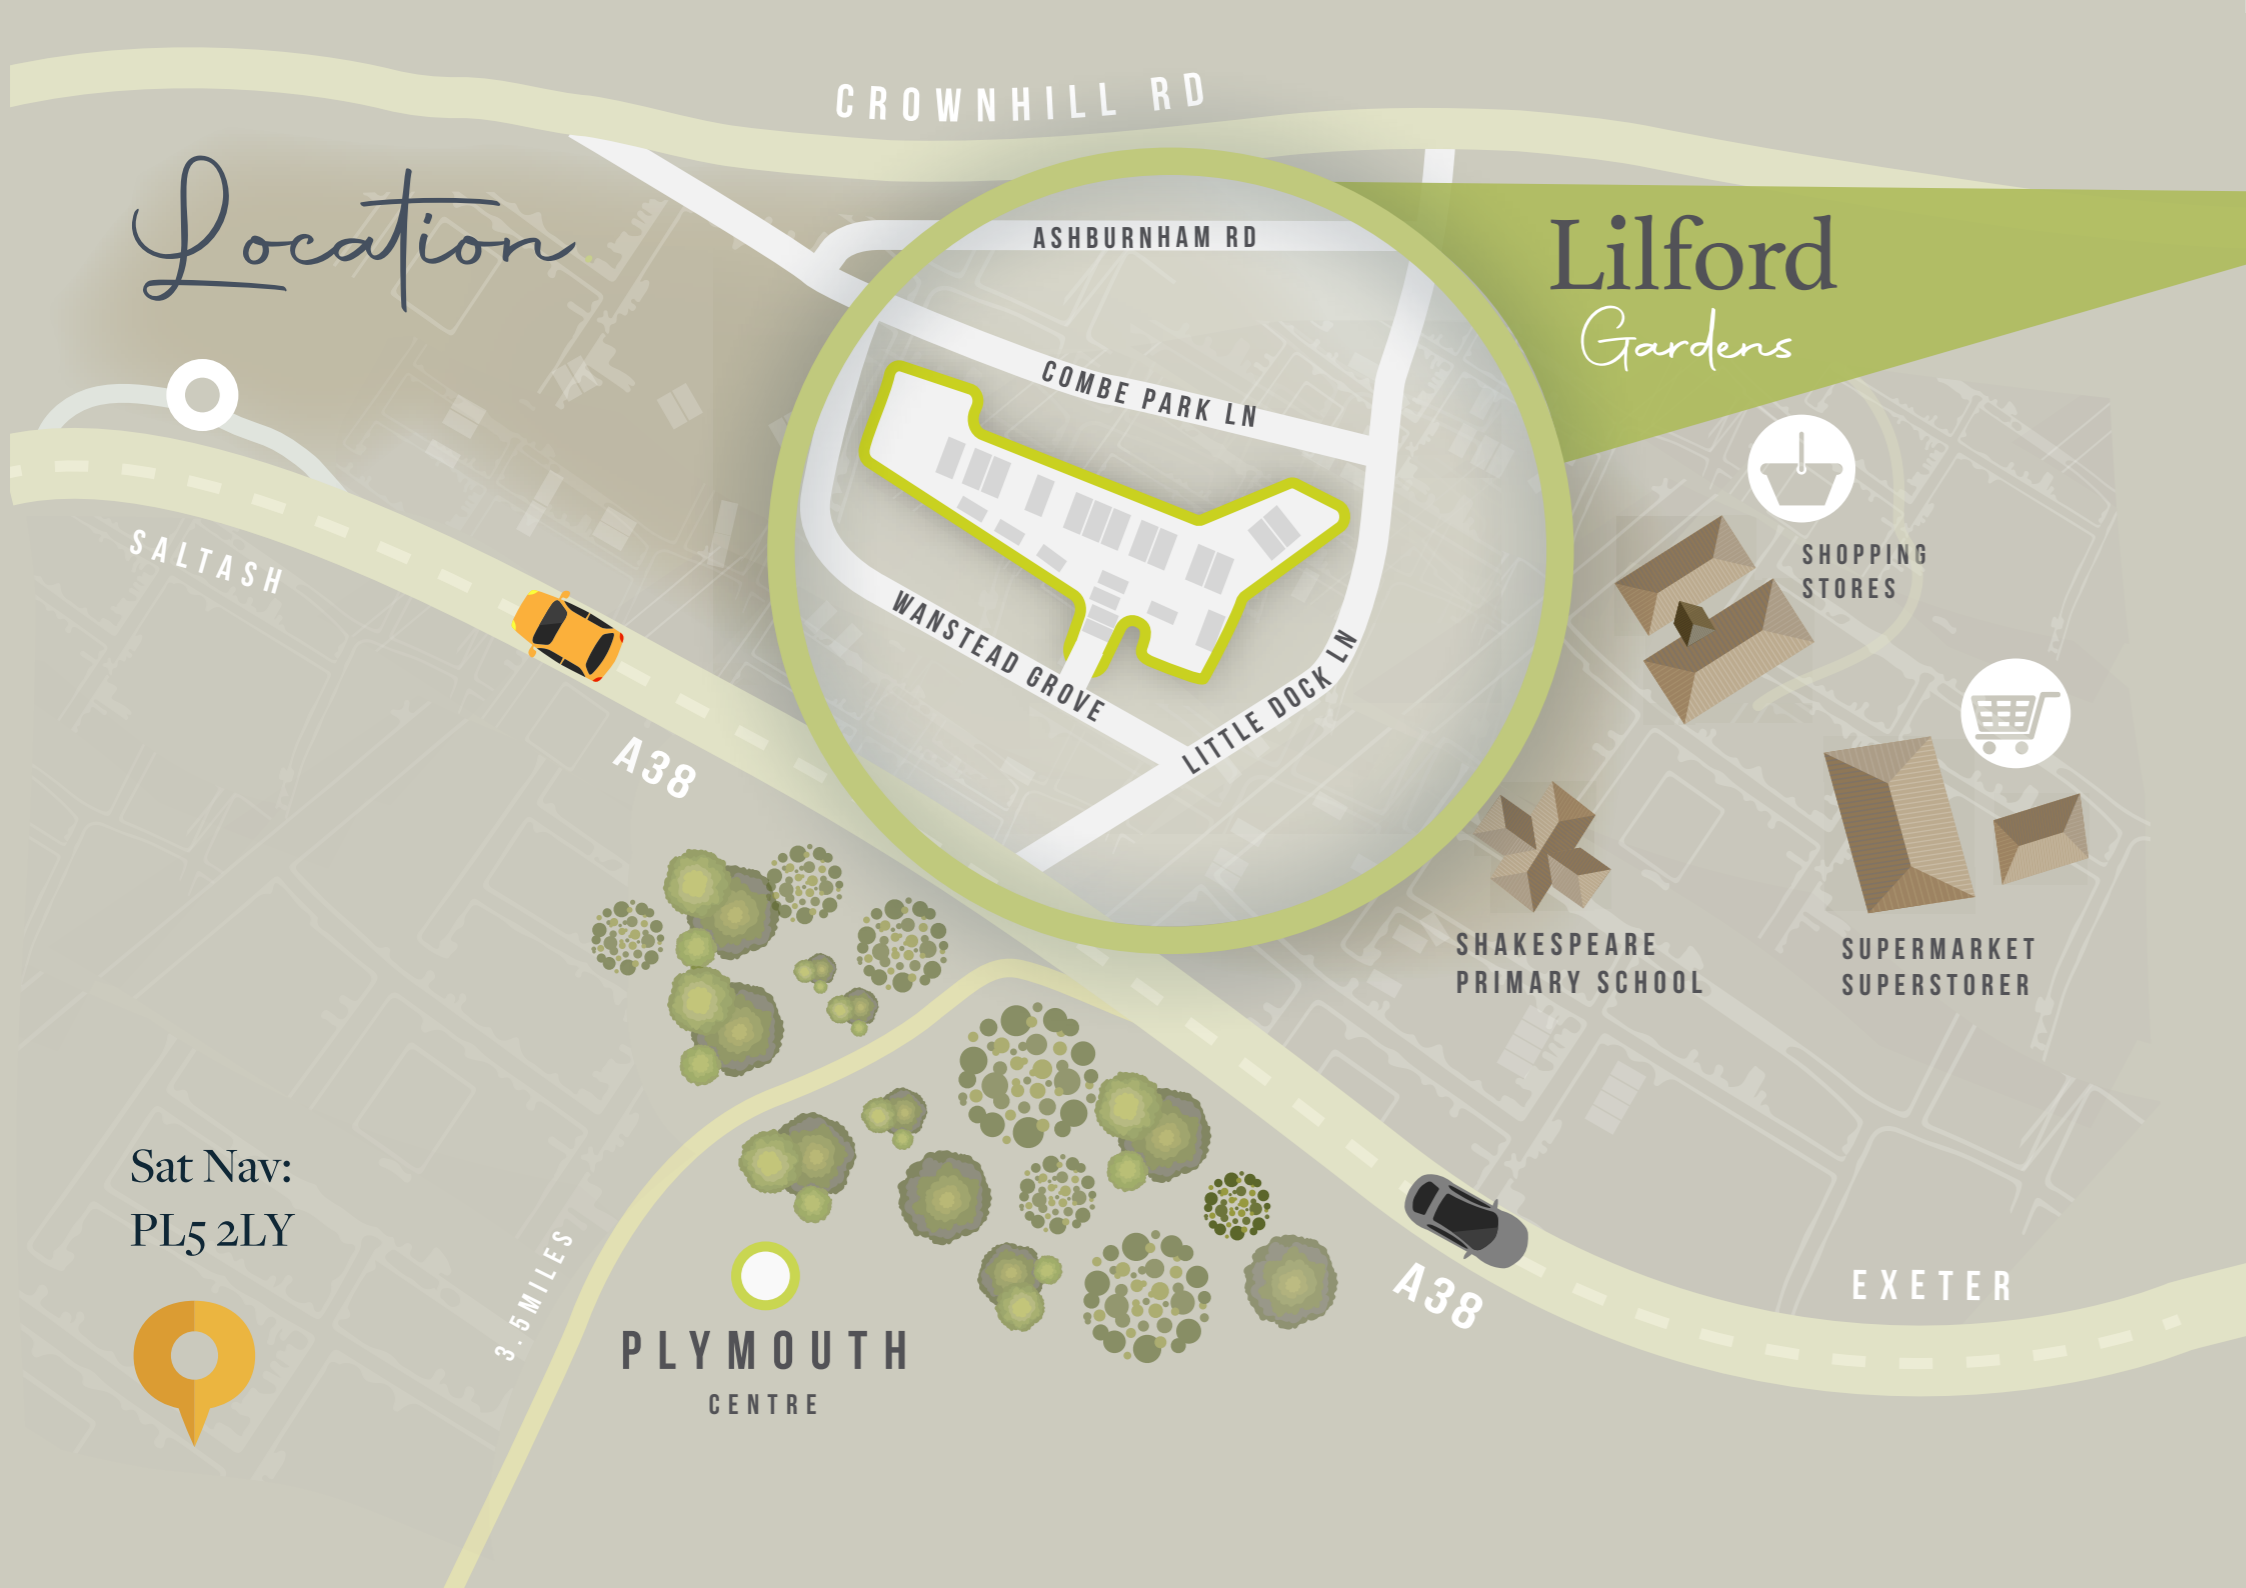 CROWNHILL RD
Location
ASHBURNHAM RD
Lilford
Gardens
COMBE PARK LN
SALTASH
SHOPPING
STORES
WANSTEAD GROVE
LITTLE DOCK LN
A38
SHAKESPEARE
PRIMARY SCHOOL
SUPERMARKET
SUPERSTORER
Sat Nav:
PL5 2LY
3.5MILES
A38
EXETER
PLYMOUTH
CENTRE